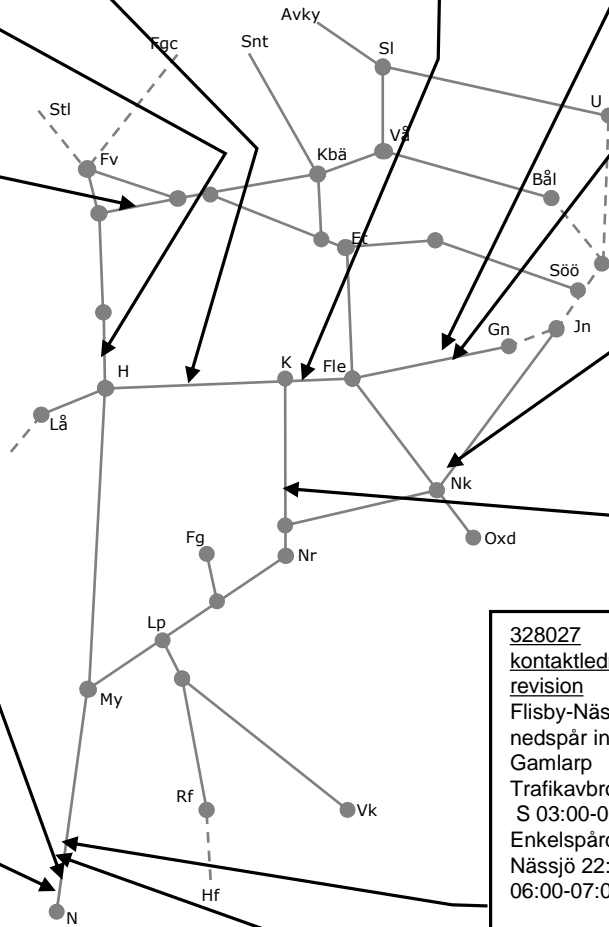 Avky
Fgc
Snt
Sl
Stl
U
Vå
Fv
Kbä
Bål
Et
Söö
Gn
Jn
H
K
Fle
Lå
Nk
Fg
Oxd
Nr
Lp
328027
kontaktled
revision
My
Flisby-Näs
nedspår in
Gamlarp
Trafikavbro
Rf
Vk
S 03:00-0
Enkelspård
Nässjö 22:
Hf
06:00-07:0
N